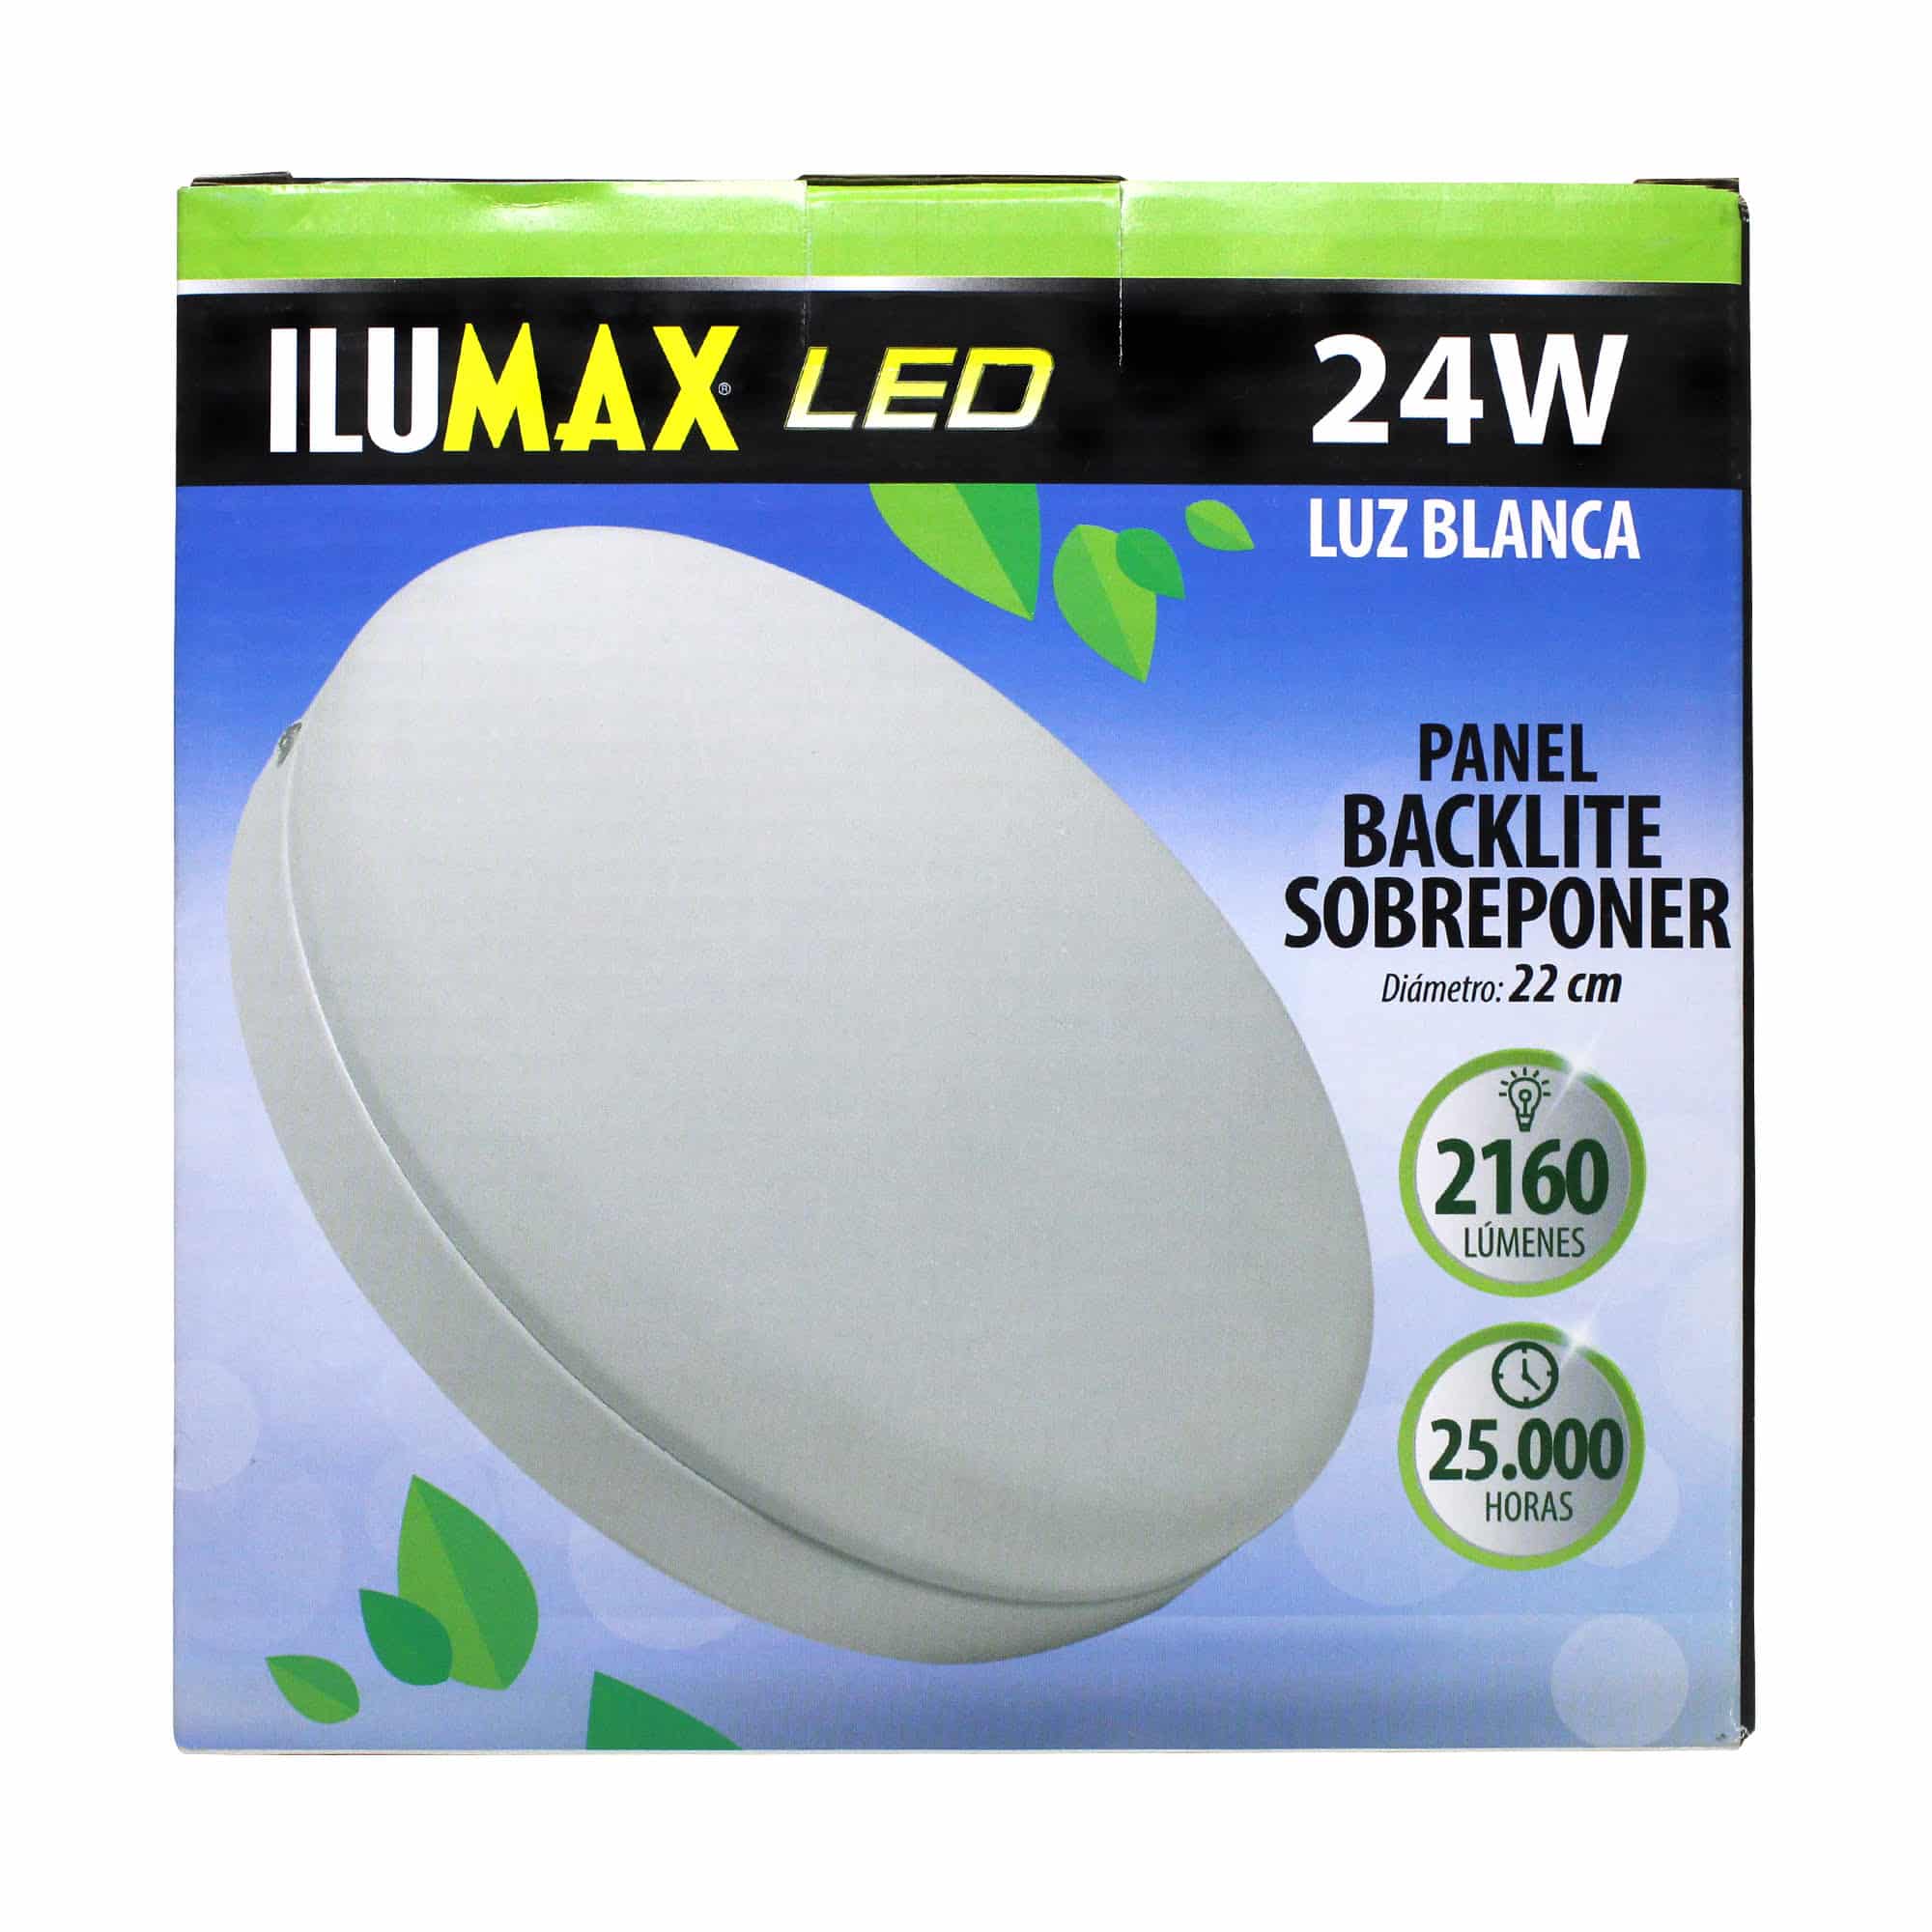 ILUMAX® LED 24W
LUZ BLANCA
PANEL
BACKLITE
SOBREPONER
Diámetro: 22 cm
2160
LÚMENES
25.000
HORAS